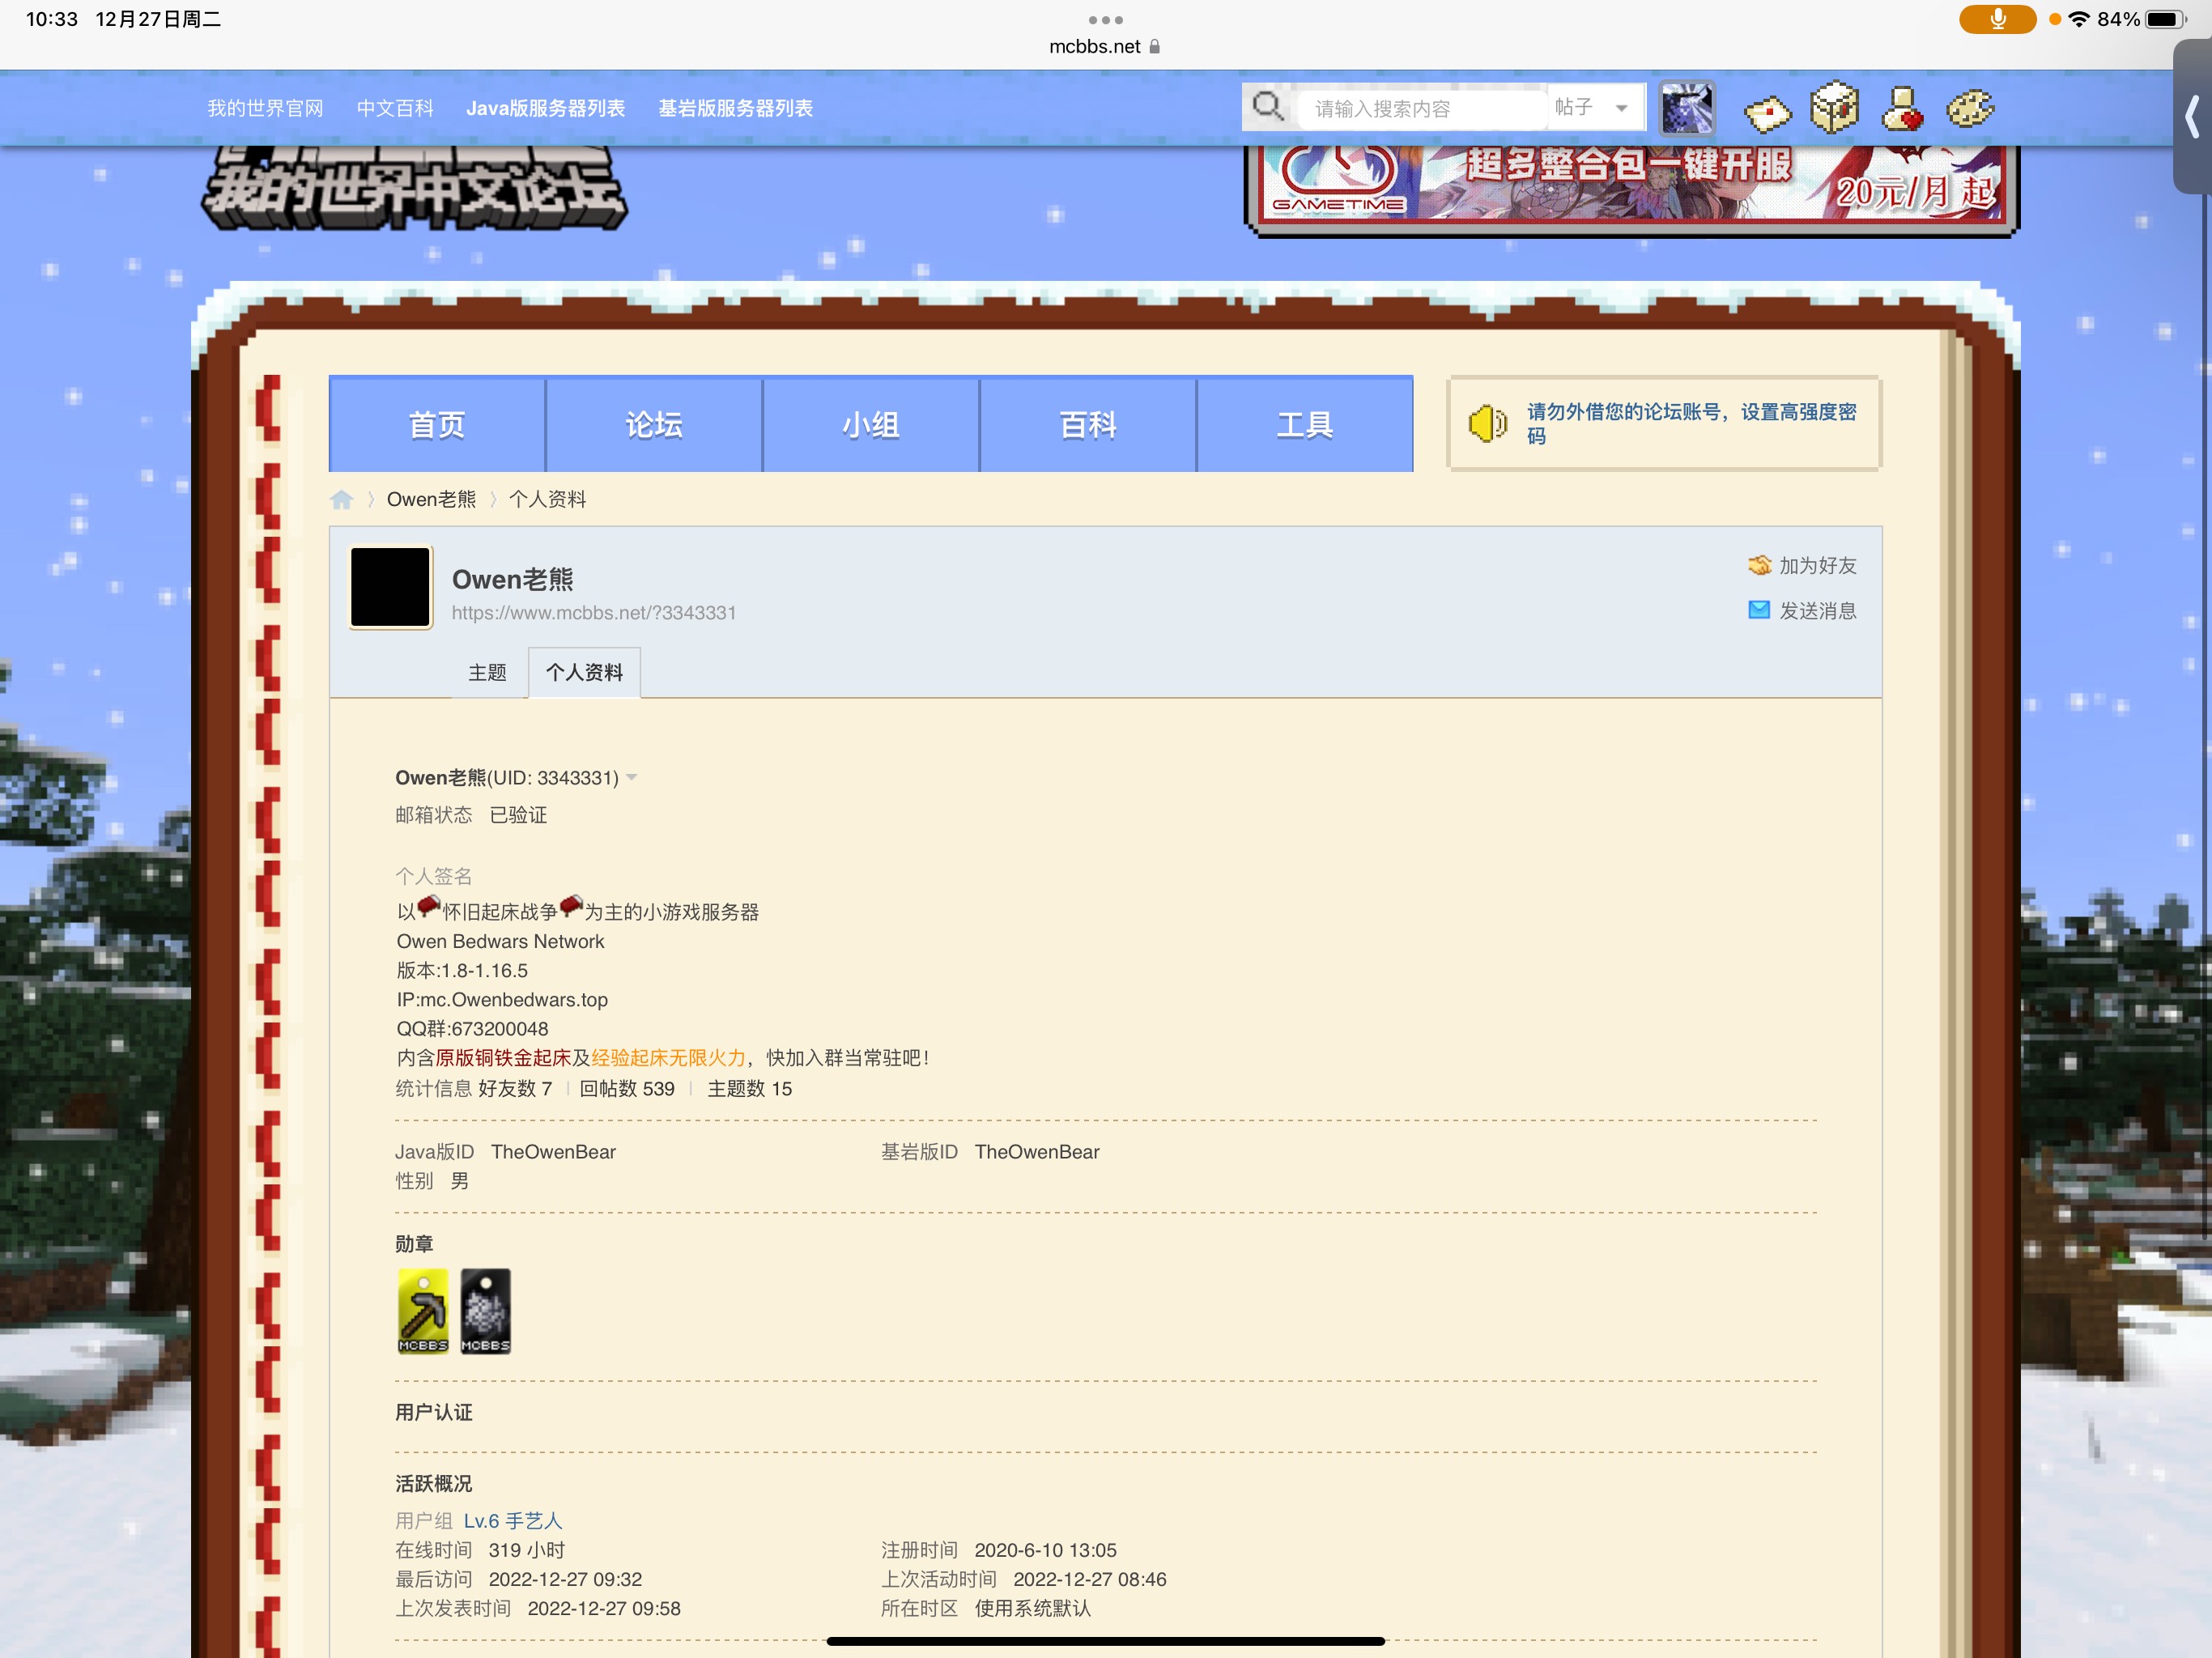 10:33 12月27日周二
84%
mcbbs.net
我的世界官网 中文百科 Java版服务器列表 基岩版服务器列表
请输入搜索内容 帖子
我的世界中文论坛
超多整合包一键开服
GAMETIME
20元/月 起
首页 论坛 小组 百科 工具
请勿外借您的论坛账号，设置高强度密
码
Owen老熊 〉 个人资料
Owen老熊
https://www.mcbbs.net/?3343331
加为好友
发送消息
主题 个人资料
Owen老熊(UID: 3343331)
邮箱状态 已验证
个人签名
以怀旧起床战争为主的小游戏服务器
Owen Bedwars Network
版本:1.8-1.16.5
IP:mc.Owenbedwars.top
QQ群:673200048
内含原版铜铁金起床及经验起床无限火力，快加入群当常驻吧！
统计信息 好友数 7 | 回帖数 539 | 主题数 15
Java版ID TheOwenBear 基岩版ID TheOwenBear
性别 男
勋章
MCBBS MCBBS
用户认证
活跃概况
用户组 Lv.6 手艺人
在线时间 319 小时 注册时间 2020-6-10 13:05
最后访问 2022-12-27 09:32 上次活动时间 2022-12-27 08:46
上次发表时间 2022-12-27 09:58 所在时区 使用系统默认